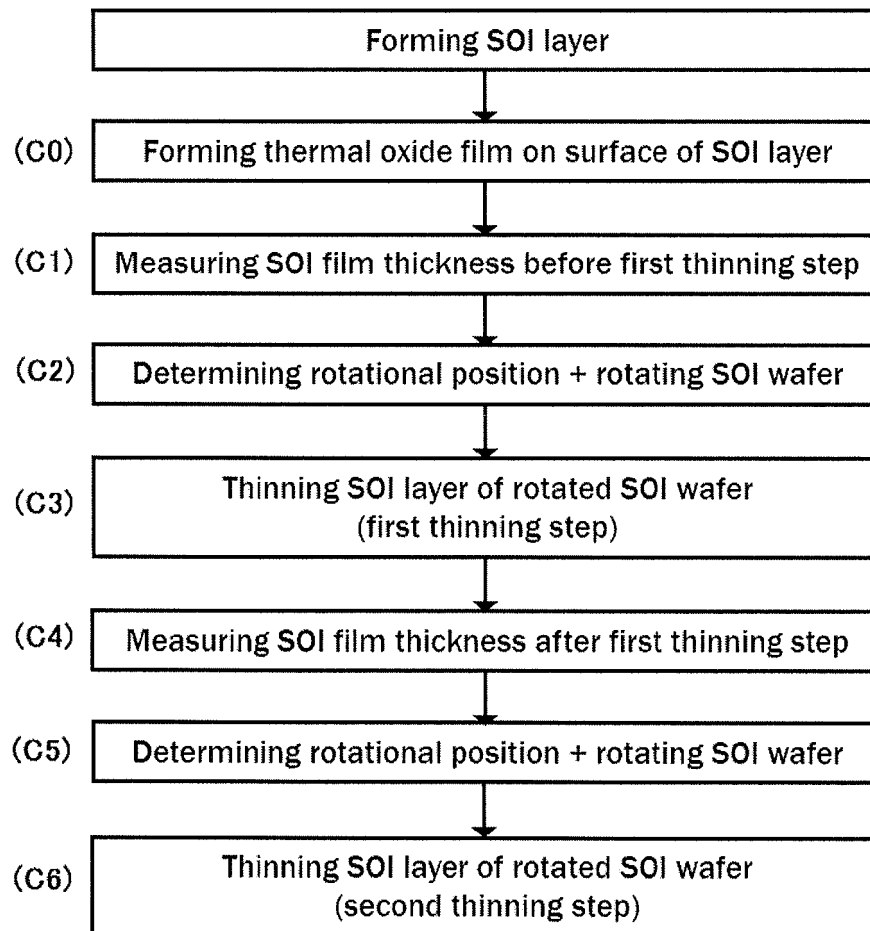 Forming SOI layer
(C0) Forming thermal oxide film on surface of SOI layer
(C1) Measuring SOI film thickness before first thinning step
(C2) Determining rotational position + rotating SOI wafer
(C3) Thinning SOI layer of rotated SOI wafer
(first thinning step)
(C4) Measuring SOI film thickness after first thinning step
(C5) Determining rotational position + rotating SOI wafer
(C6) Thinning SOI layer of rotated SOI wafer
(second thinning step)